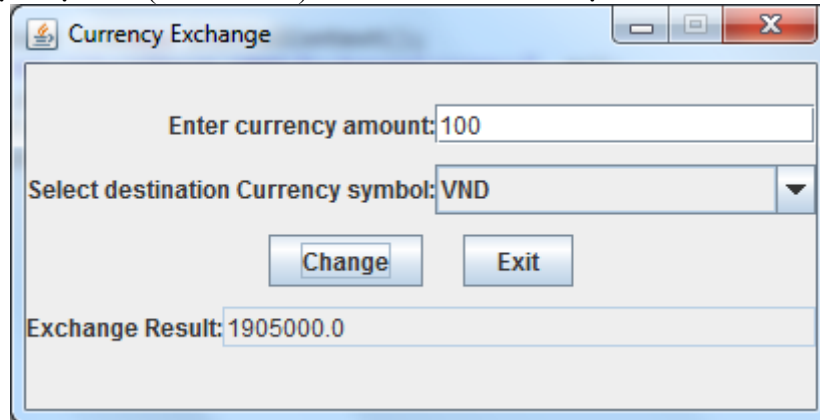 Currency Exchange
Enter currency amount: 100
Select destination Currency symbol: VND
Change Exit
Exchange Result: 1905000.0